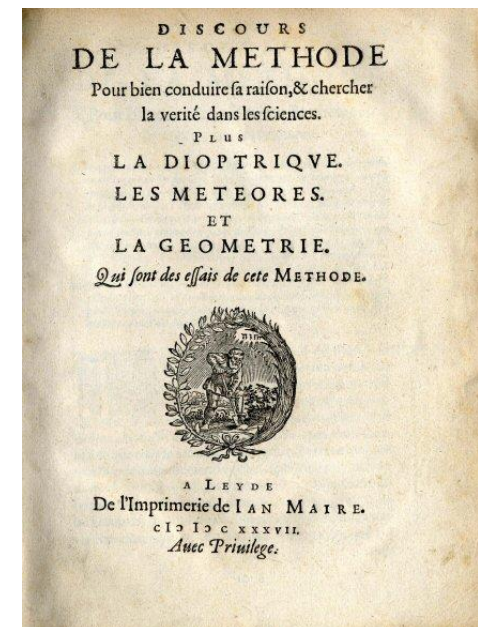 DISCOURS
DE LA METHODE
Pour bien conduire ſa raiſon, & chercher
la verité dans les ſciences.
PLUS
LA DIOPTRIQVE.
LES METEORES.
ET
LA GEOMETRIE.
Qui ſont des eſſais de cete METHODE.
A LEYDE
De l'Imprimerie de IAN MAIRE.
cIↄ Iↄ c xxxvii.
Auec Priuilege.